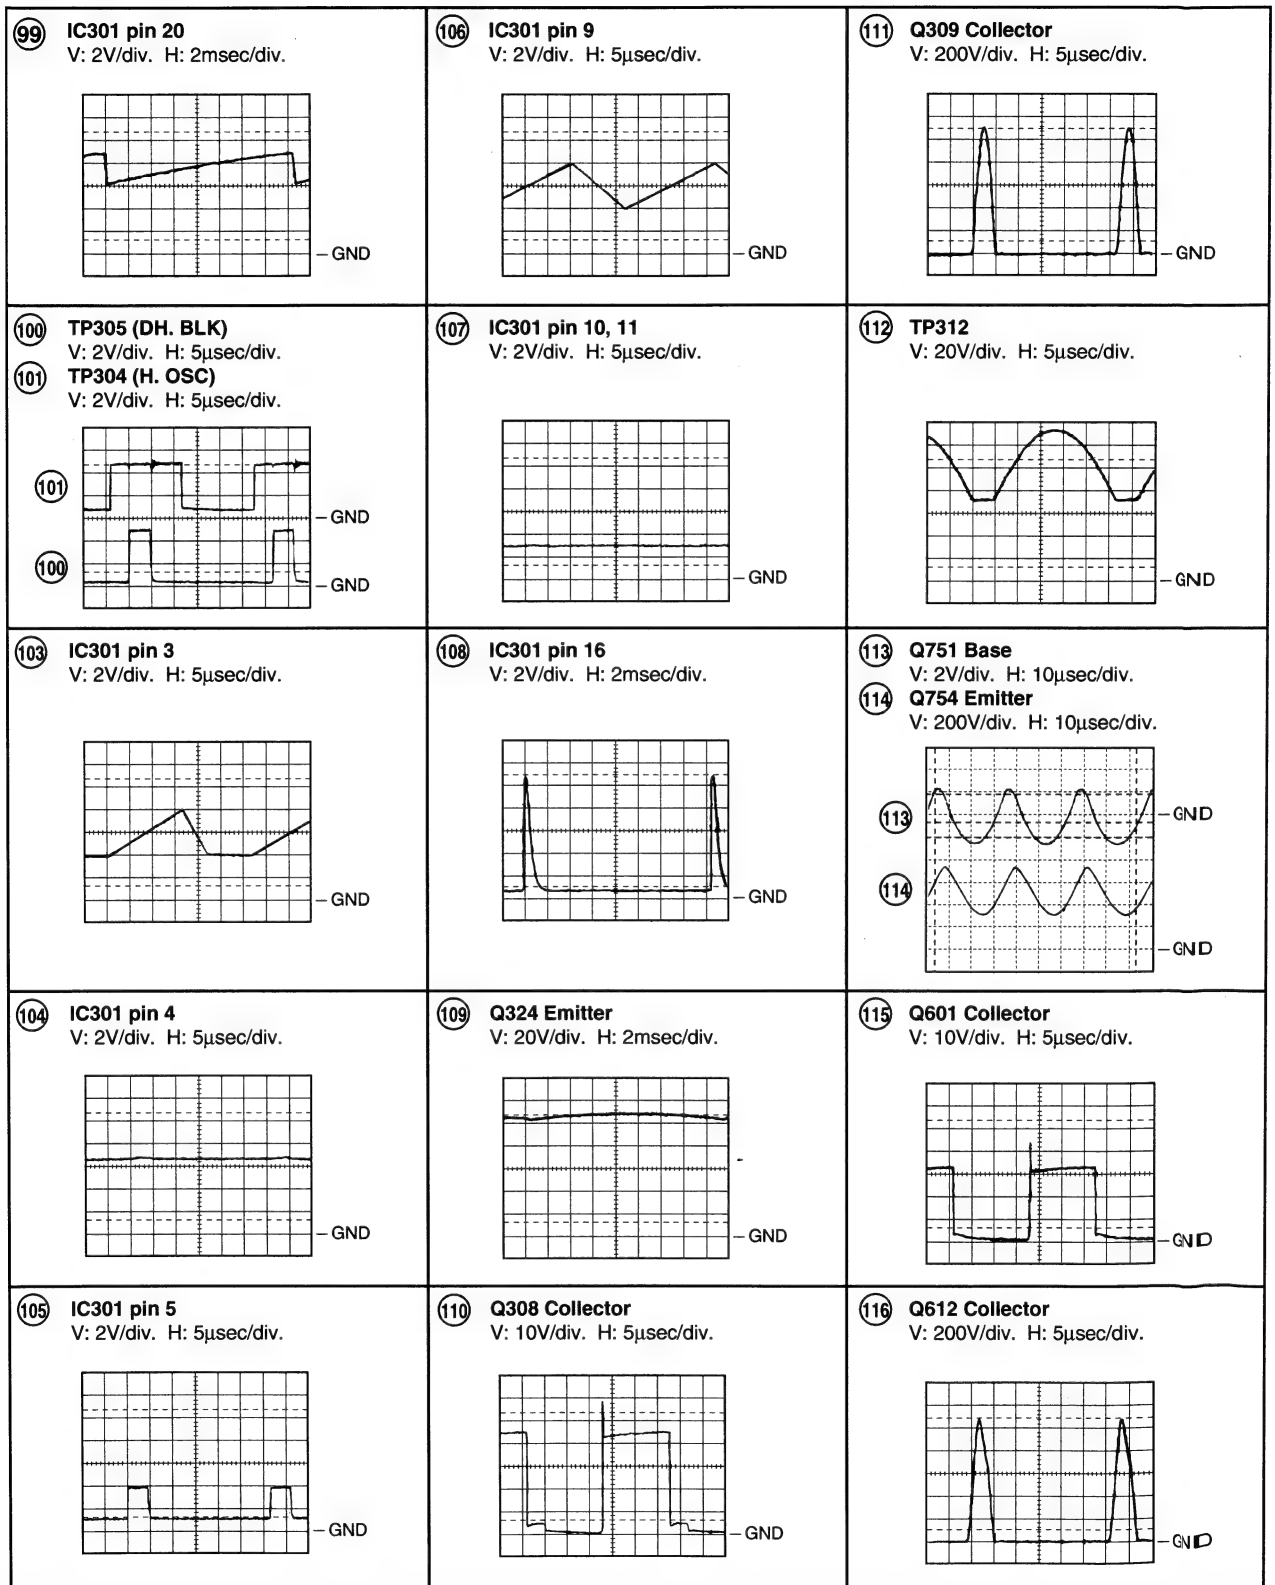 99 IC301 pin 20
V: 2V/div. H: 2msec/div.
GND
106 IC301 pin 9
V: 2V/div. H: 5µsec/div.
GND
111 Q309 Collector
V: 200V/div. H: 5µsec/div.
GND
100 TP305 (DH. BLK)
V: 2V/div. H: 5µsec/div.
101 TP304 (H. OSC)
V: 2V/div. H: 5µsec/div.
101
GND
100
GND
107 IC301 pin 10, 11
V: 2V/div. H: 5µsec/div.
GND
112 TP312
V: 20V/div. H: 5µsec/div.
GND
103 IC301 pin 3
V: 2V/div. H: 5µsec/div.
GND
108 IC301 pin 16
V: 2V/div. H: 2msec/div.
GND
113 Q751 Base
V: 2V/div. H: 10µsec/div.
114 Q754 Emitter
V: 200V/div. H: 10µsec/div.
113
GND
114
GND
104 IC301 pin 4
V: 2V/div. H: 5µsec/div.
GND
109 Q324 Emitter
V: 20V/div. H: 2msec/div.
GND
115 Q601 Collector
V: 10V/div. H: 5µsec/div.
GND
105 IC301 pin 5
V: 2V/div. H: 5µsec/div.
GND
110 Q308 Collector
V: 10V/div. H: 5µsec/div.
GND
116 Q612 Collector
V: 200V/div. H: 5µsec/div.
GND